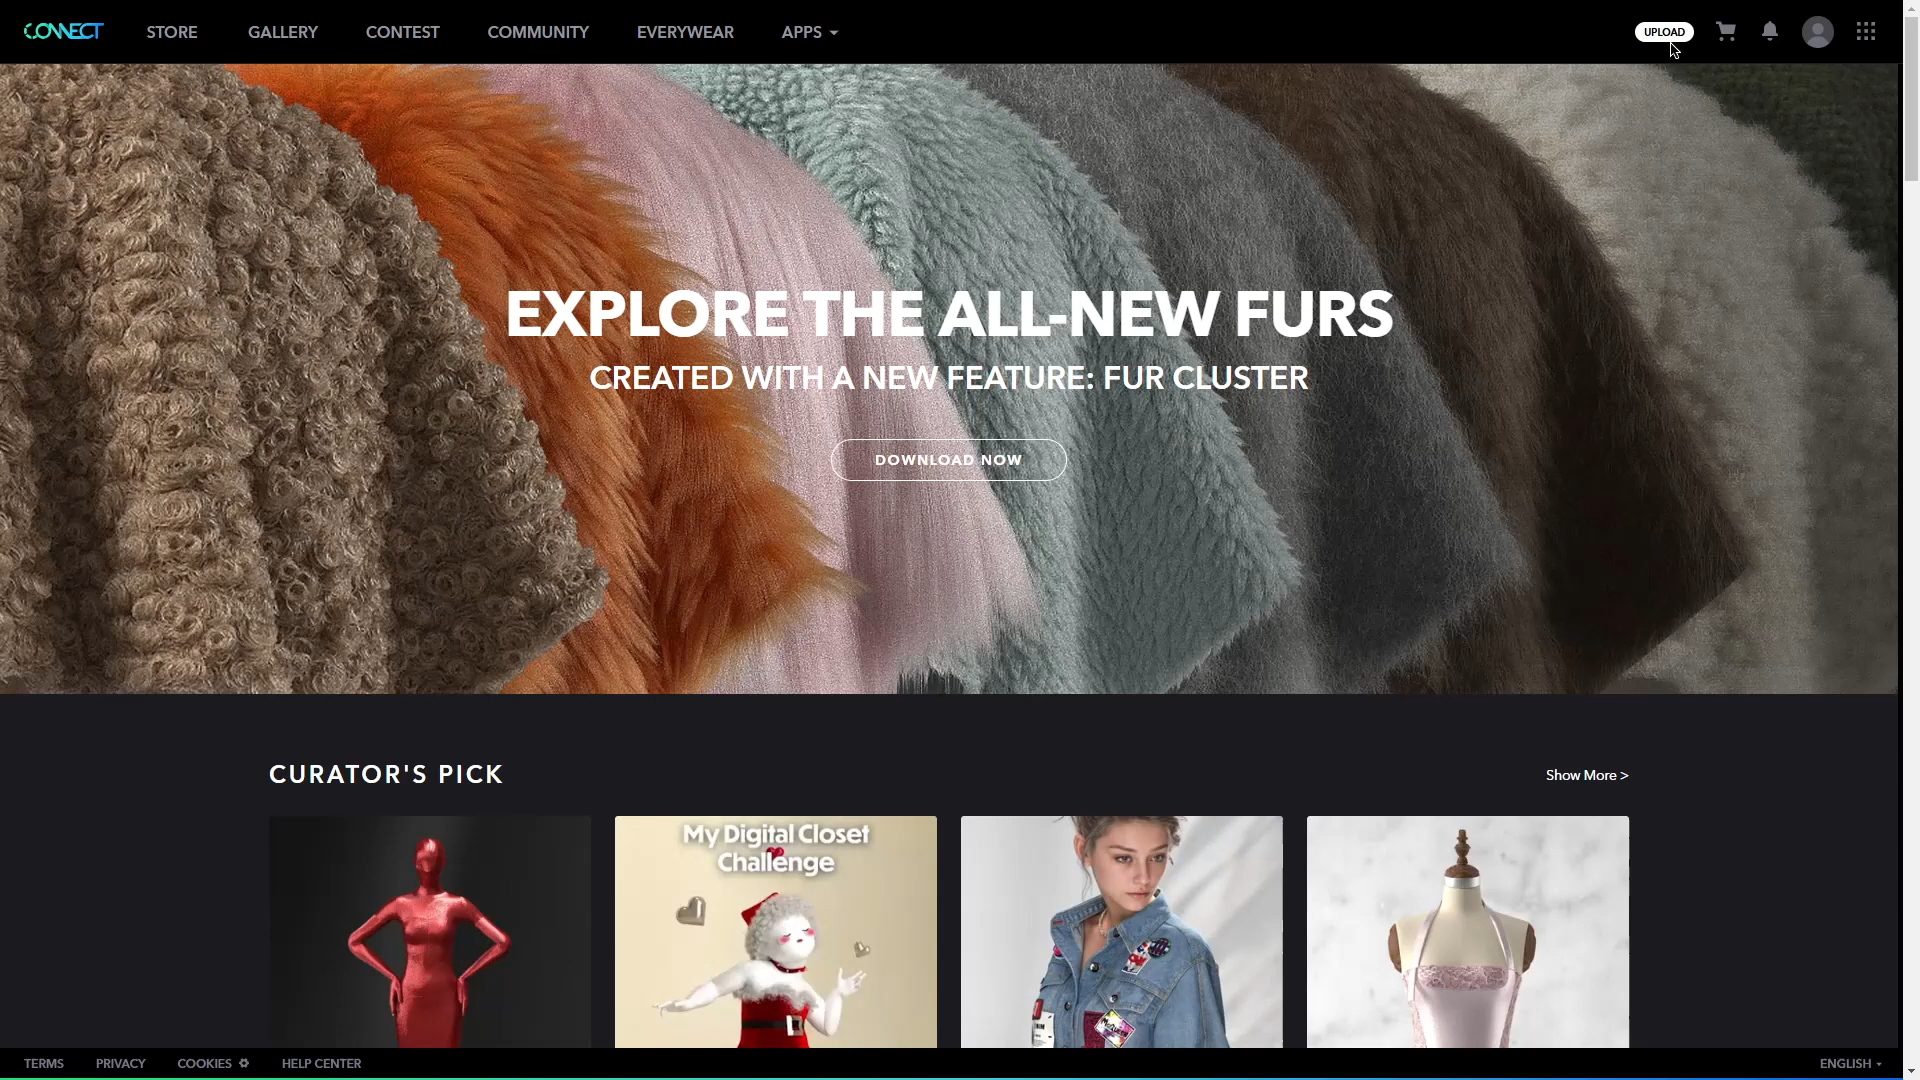 CONNECT
STORE
GALLERY
CONTEST
COMMUNITY
EVERYWEAR
APPS
UPLOAD
EXPLORE THE ALL-NEW FURS
CREATED WITH A NEW FEATURE: FUR CLUSTER
DOWNLOAD NOW
CURATOR'S PICK
Show More >
My Digital Closet
Challenge
TERMS
PRIVACY
COOKIES
HELP CENTER
ENGLISH